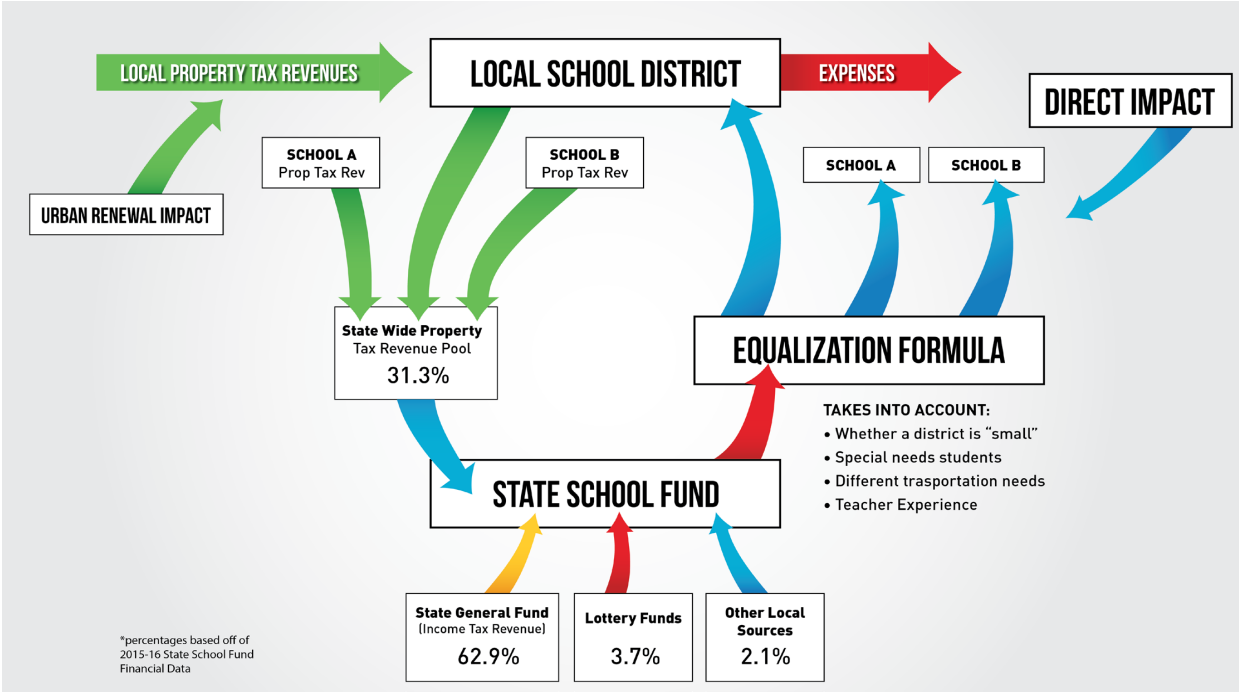 LOCAL PROPERTY TAX REVENUES
LOCAL SCHOOL DISTRICT
EXPENSES
DIRECT IMPACT
URBAN RENEWAL IMPACT
SCHOOL A
Prop Tax Rev
SCHOOL B
Prop Tax Rev
SCHOOL A
SCHOOL B
State Wide Property
Tax Revenue Pool
31.3%
EQUALIZATION FORMULA
TAKES INTO ACCOUNT:
• Whether a district is “small”
• Special needs students
• Different trasportation needs
• Teacher Experience
STATE SCHOOL FUND
State General Fund
(Income Tax Revenue)
62.9%
Lottery Funds
3.7%
Other Local
Sources
2.1%
*percentages based off of
2015-16 State School Fund
Financial Data